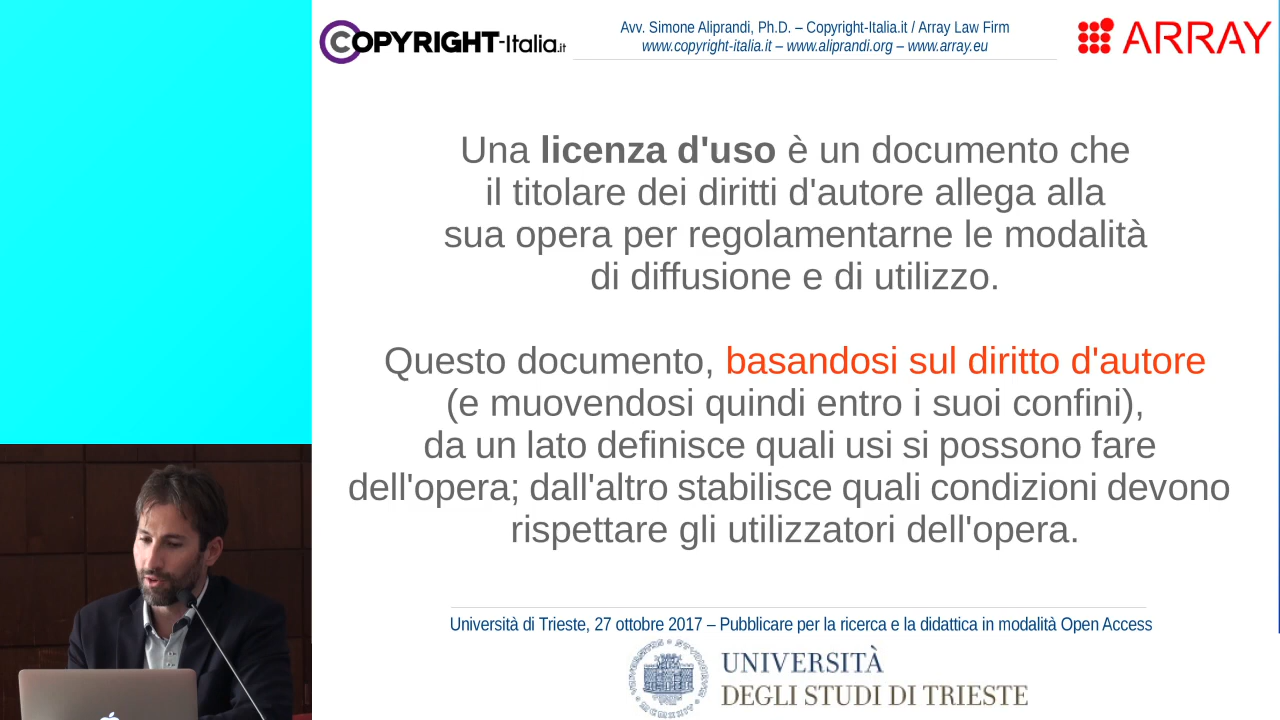 COPYRIGHT-Italia.it
Avv. Simone Aliprandi, Ph.D. – Copyright-Italia.it / Array Law Firm
www.copyright-italia.it – www.aliprandi.org – www.array.eu
ARRAY
Una licenza d'uso è un documento che
il titolare dei diritti d'autore allega alla
sua opera per regolamentarne le modalità
di diffusione e di utilizzo.
Questo documento, basandosi sul diritto d'autore
(e muovendosi quindi entro i suoi confini),
da un lato definisce quali usi si possono fare
dell'opera; dall'altro stabilisce quali condizioni devono
rispettare gli utilizzatori dell'opera.
Università di Trieste, 27 ottobre 2017 – Pubblicare per la ricerca e la didattica in modalità Open Access
UNIVERSITÀ
DEGLI STUDI DI TRIESTE